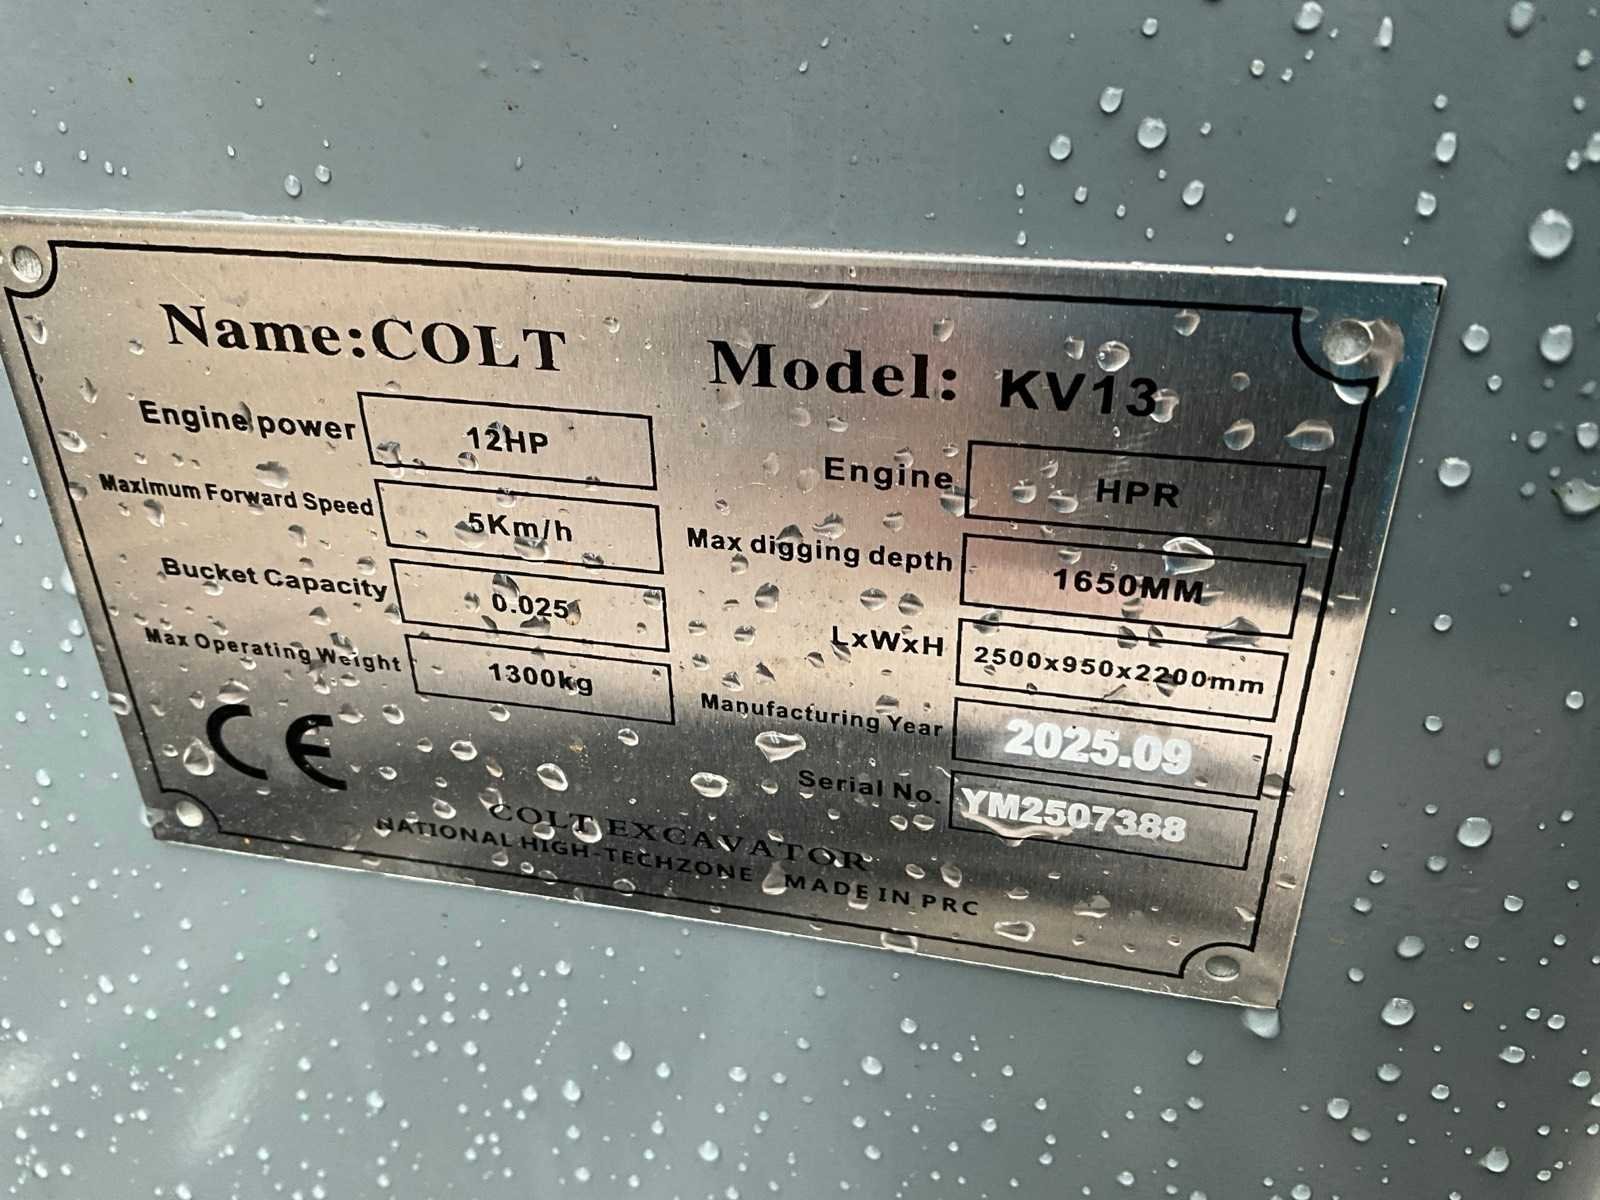 Name:COLT
Model: KV13
Engine power 12HP
Engine HPR
Maximum Forward Speed 5Km/h
Max digging depth 1650MM
Bucket Capacity 0.025
LxWxH 2500x950x2200mm
Max Operating Weight 1300kg
Manufacturing Year 2025.09
Serial No. YM2507388
CE
COLT EXCAVATOR
NATIONAL HIGH-TECHZONE MADE IN PRC